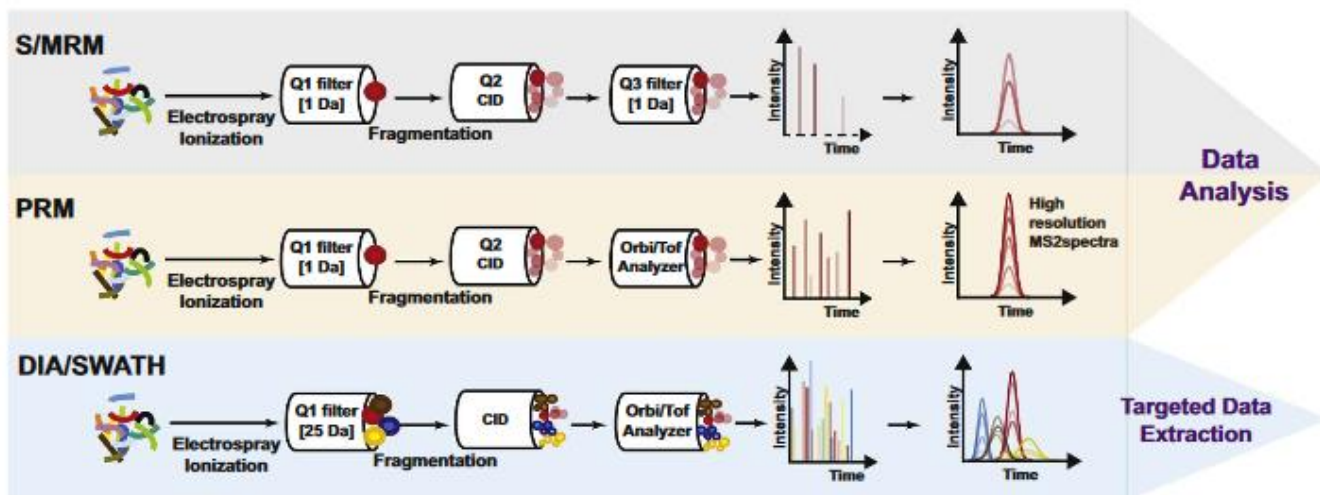 S/MRM
Electrospray
Ionization
Q1 filter
[1 Da]
Fragmentation
Q2
CID
Q3 filter
[1 Da]
Intensity
Time
Intensity
Time
Data
Analysis
PRM
Electrospray
Ionization
Q1 filter
[1 Da]
Fragmentation
Q2
CID
Orbi/Tof
Analyzer
Intensity
Time
Intensity
Time
High
resolution
MS2spectra
DIA/SWATH
Electrospray
Ionization
Q1 filter
[25 Da]
Fragmentation
CID
Orbi/Tof
Analyzer
Intensity
Time
Intensity
Time
Targeted Data
Extraction